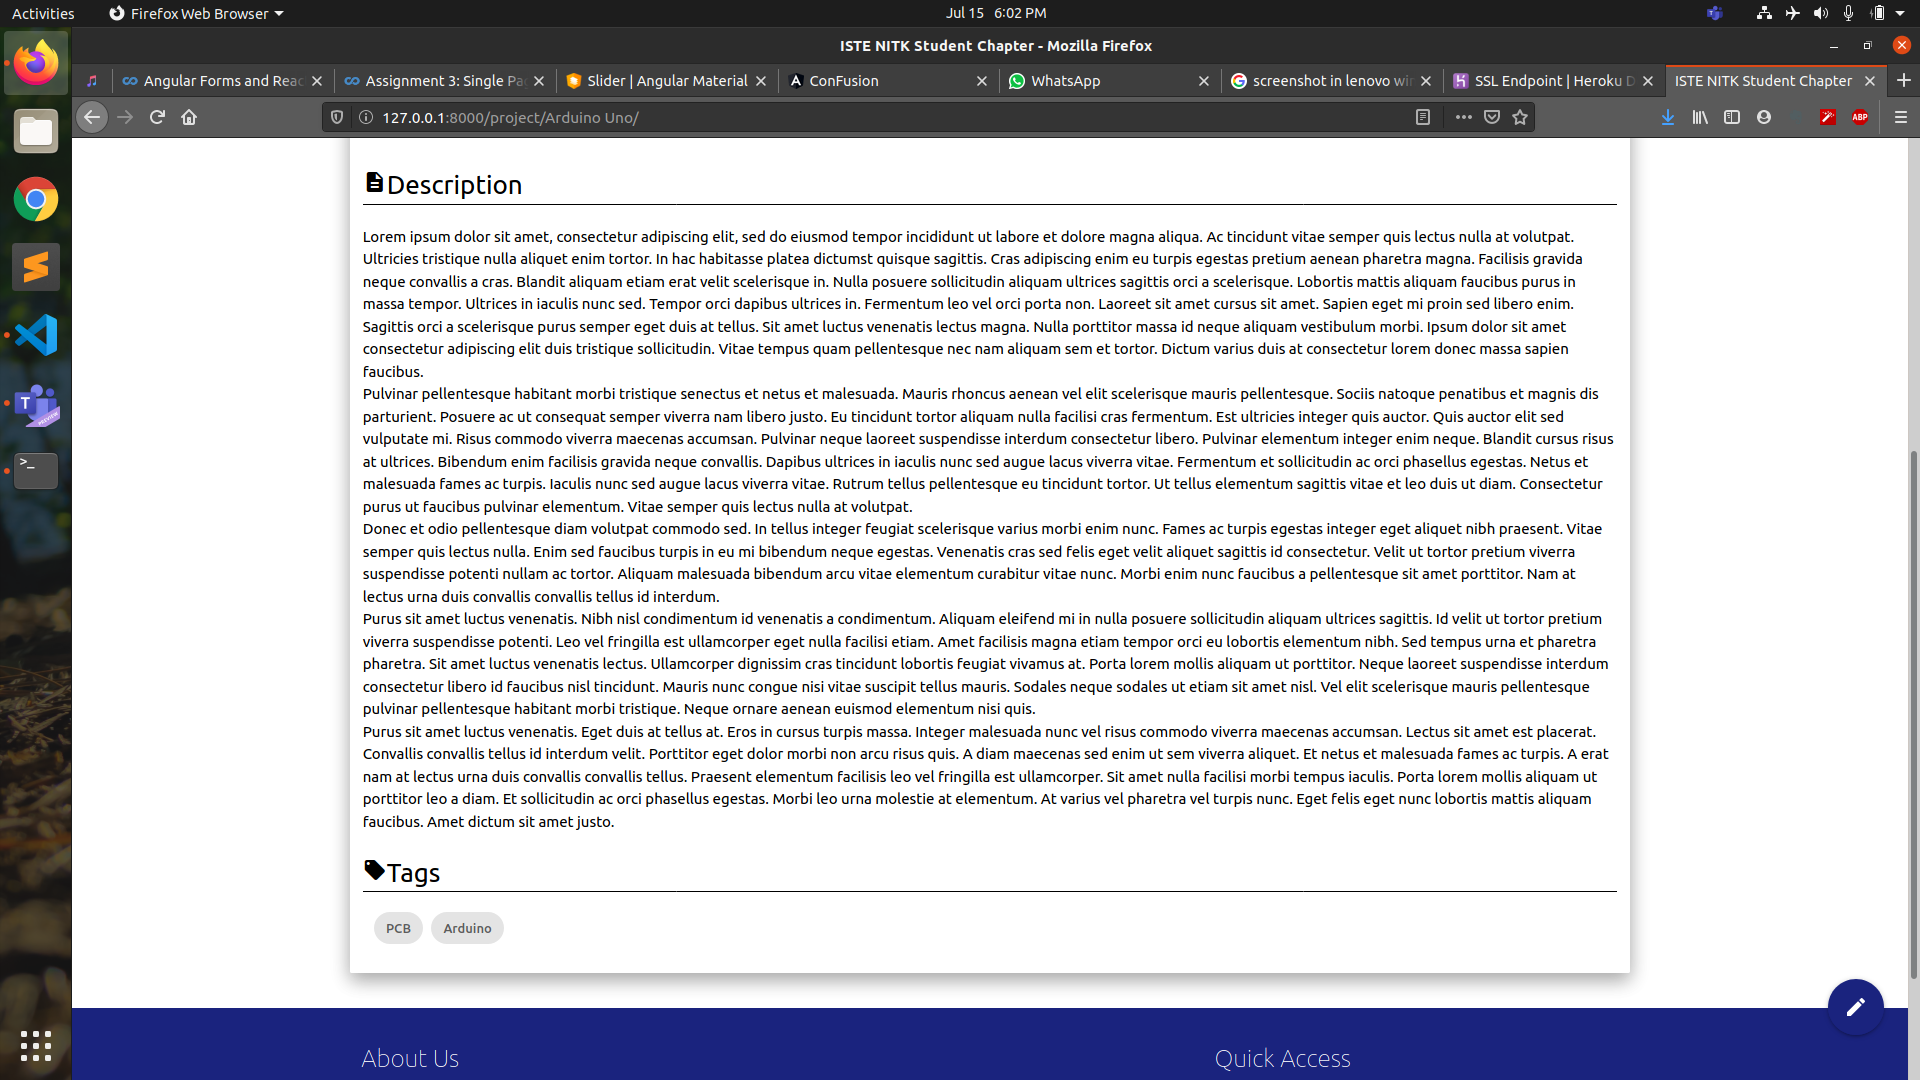 Activities Firefox Web Browser Jul 15 6:02 PM
ISTE NITK Student Chapter - Mozilla Firefox
Angular Forms and Reac Assignment 3: Single Pa Slider | Angular Material ConFusion WhatsApp screenshot in lenovo wi SSL Endpoint | Heroku D ISTE NITK Student Chapter
127.0.0.1:8000/project/Arduino Uno/ ABP
Description
Lorem ipsum dolor sit amet, consectetur adipiscing elit, sed do eiusmod tempor incididunt ut labore et dolore magna aliqua. Ac tincidunt vitae semper quis lectus nulla at volutpat.
Ultricies tristique nulla aliquet enim tortor. In hac habitasse platea dictumst quisque sagittis. Cras adipiscing enim eu turpis egestas pretium aenean pharetra magna. Facilisis gravida
neque convallis a cras. Blandit aliquam etiam erat velit scelerisque in. Nulla posuere sollicitudin aliquam ultrices sagittis orci a scelerisque. Lobortis mattis aliquam faucibus purus in
massa tempor. Ultrices in iaculis nunc sed. Tempor orci dapibus ultrices in. Fermentum leo vel orci porta non. Laoreet sit amet cursus sit amet. Sapien eget mi proin sed libero enim.
Sagittis orci a scelerisque purus semper eget duis at tellus. Sit amet luctus venenatis lectus magna. Nulla porttitor massa id neque aliquam vestibulum morbi. Ipsum dolor sit amet
consectetur adipiscing elit duis tristique sollicitudin. Vitae tempus quam pellentesque nec nam aliquam sem et tortor. Dictum varius duis at consectetur lorem donec massa sapien
faucibus.
Pulvinar pellentesque habitant morbi tristique senectus et netus et malesuada. Mauris rhoncus aenean vel elit scelerisque mauris pellentesque. Sociis natoque penatibus et magnis dis
parturient. Posuere ac ut consequat semper viverra nam libero justo. Eu tincidunt tortor aliquam nulla facilisi cras fermentum. Est ultricies integer quis auctor. Quis auctor elit sed
vulputate mi. Risus commodo viverra maecenas accumsan. Pulvinar neque laoreet suspendisse interdum consectetur libero. Pulvinar elementum integer enim neque. Blandit cursus risus
at ultrices. Bibendum enim facilisis gravida neque convallis. Dapibus ultrices in iaculis nunc sed augue lacus viverra vitae. Fermentum et sollicitudin ac orci phasellus egestas. Netus et
malesuada fames ac turpis. Iaculis nunc sed augue lacus viverra vitae. Rutrum tellus pellentesque eu tincidunt tortor. Ut tellus elementum sagittis vitae et leo duis ut diam. Consectetur
purus ut faucibus pulvinar elementum. Vitae semper quis lectus nulla at volutpat.
Donec et odio pellentesque diam volutpat commodo sed. In tellus integer feugiat scelerisque varius morbi enim nunc. Fames ac turpis egestas integer eget aliquet nibh praesent. Vitae
semper quis lectus nulla. Enim sed faucibus turpis in eu mi bibendum neque egestas. Venenatis cras sed felis eget velit aliquet sagittis id consectetur. Velit ut tortor pretium viverra
suspendisse potenti nullam ac tortor. Aliquam malesuada bibendum arcu vitae elementum curabitur vitae nunc. Morbi enim nunc faucibus a pellentesque sit amet porttitor. Nam at
lectus urna duis convallis convallis tellus id interdum.
Purus sit amet luctus venenatis. Nibh nisl condimentum id venenatis a condimentum. Aliquam eleifend mi in nulla posuere sollicitudin aliquam ultrices sagittis. Id velit ut tortor pretium
viverra suspendisse potenti. Leo vel fringilla est ullamcorper eget nulla facilisi etiam. Amet facilisis magna etiam tempor orci eu lobortis elementum nibh. Sed tempus urna et pharetra
pharetra. Sit amet luctus venenatis lectus. Ullamcorper dignissim cras tincidunt lobortis feugiat vivamus at. Porta lorem mollis aliquam ut porttitor. Neque laoreet suspendisse interdum
consectetur libero id faucibus nisl tincidunt. Mauris nunc congue nisi vitae suscipit tellus mauris. Sodales neque sodales ut etiam sit amet nisl. Vel elit scelerisque mauris pellentesque
pulvinar pellentesque habitant morbi tristique. Neque ornare aenean euismod elementum nisi quis.
Purus sit amet luctus venenatis. Eget duis at tellus at. Eros in cursus turpis massa. Integer malesuada nunc vel risus commodo viverra maecenas accumsan. Lectus sit amet est placerat.
Convallis convallis tellus id interdum velit. Porttitor eget dolor morbi non arcu risus quis. A diam maecenas sed enim ut sem viverra aliquet. Et netus et malesuada fames ac turpis. A erat
nam at lectus urna duis convallis convallis tellus. Praesent elementum facilisis leo vel fringilla est ullamcorper. Sit amet nulla facilisi morbi tempus iaculis. Porta lorem mollis aliquam ut
porttitor leo a diam. Et sollicitudin ac orci phasellus egestas. Morbi leo urna molestie at elementum. At varius vel pharetra vel turpis nunc. Eget felis eget nunc lobortis mattis aliquam
faucibus. Amet dictum sit amet justo.
Tags
PCB Arduino
About Us Quick Access